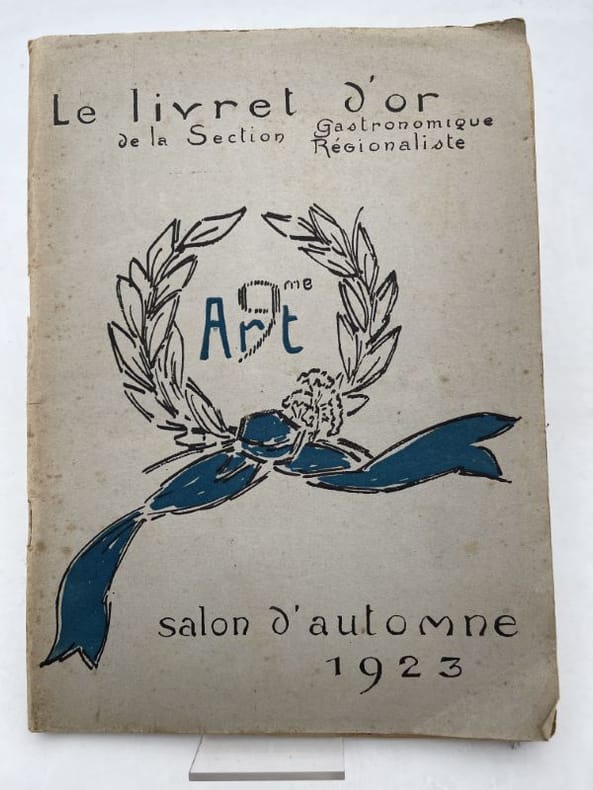 Le livret d'or
de la Section Gastronomique
Régionaliste
9me
Art
salon d'automne
1923